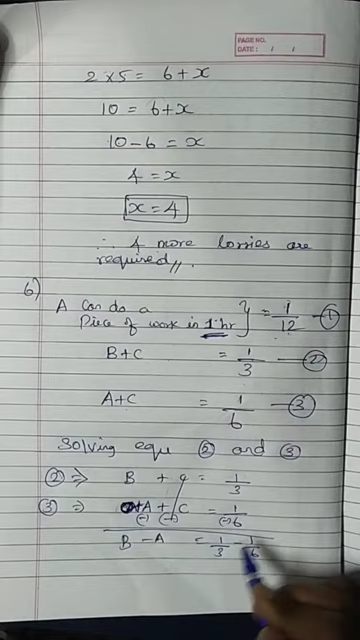 PAGE NO.
DATE : / /
2 × 5 = 6 + x
10 = 6 + x
10 - 6 = x
4 = x
x = 4
∴ 4 more lorries are
required //.
6)
A can do a
Piece of work in 1 hr } = 1/12 — ①
B + C = 1/3 — ②
A + C = 1/6 — ③
Solving equ ② and ③
② ⇒ B + C = 1/3
③ ⇒ A + C = 1/6
(-) (-) (-)
B - A = 1/3 - 1/6